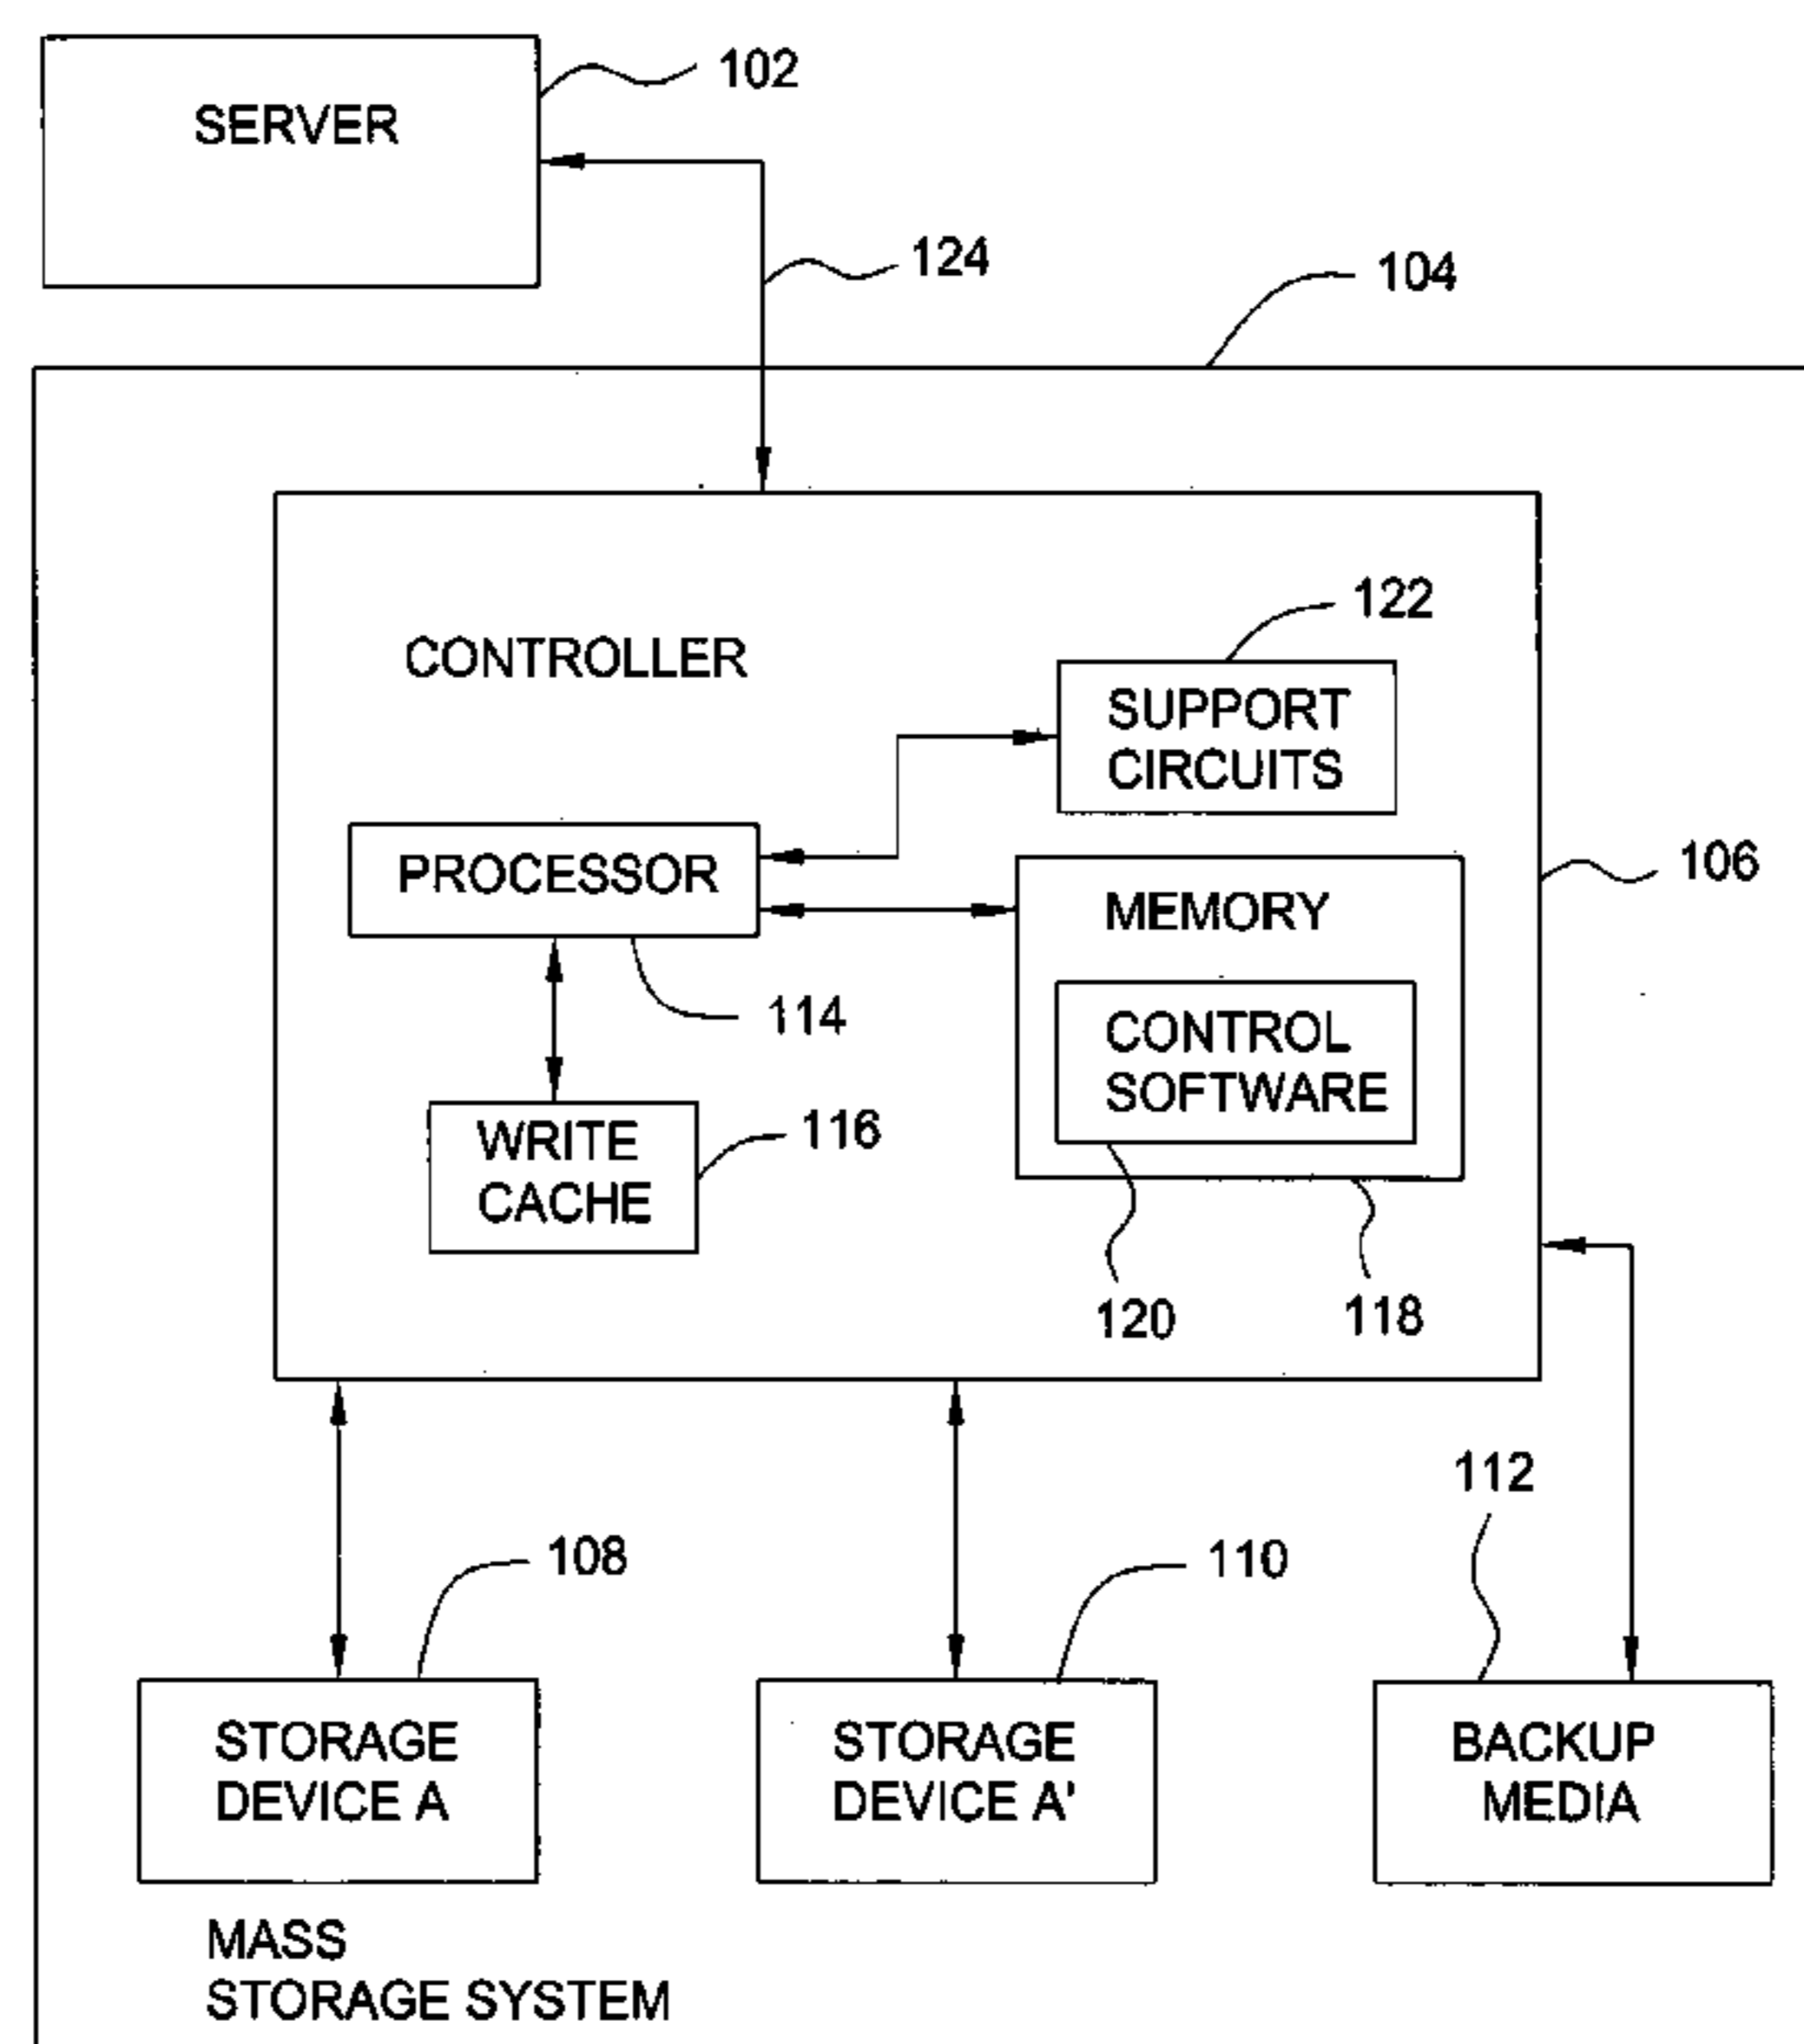 SERVER
102
124
104
CONTROLLER
122
SUPPORT
CIRCUITS
PROCESSOR
106
MEMORY
114
CONTROL
SOFTWARE
WRITE
CACHE
116
120
118
112
108
110
STORAGE
DEVICE A
STORAGE
DEVICE A'
BACKUP
MEDIA
MASS
STORAGE SYSTEM